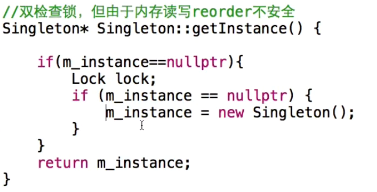 //双检查锁，但由于内存读写reorder不安全
Singleton* Singleton::getInstance() {
if(m_instance==nullptr){
Lock lock;
if (m_instance == nullptr) {
m_instance = new Singleton();
}
}
return m_instance;
}